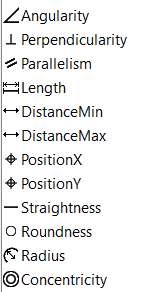 Angularity
Perpendicularity
Parallelism
Length
DistanceMin
DistanceMax
PositionX
PositionY
Straightness
Roundness
Radius
Concentricity